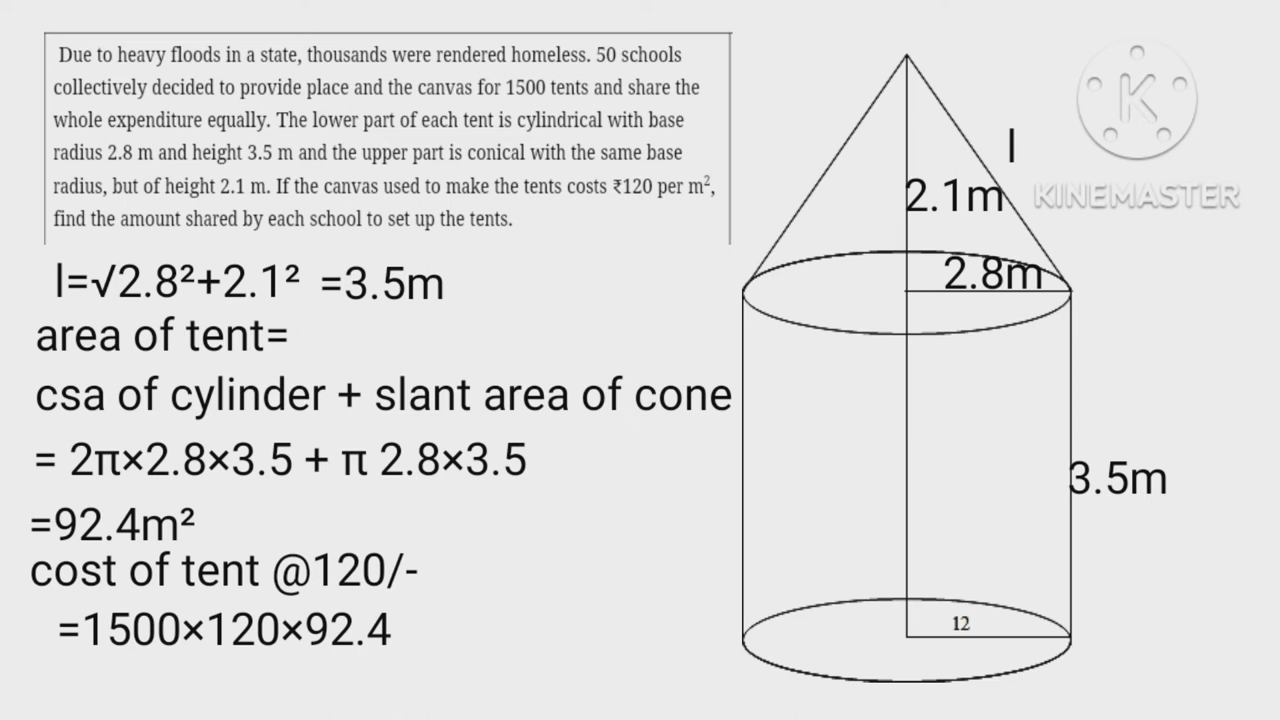 Due to heavy floods in a state, thousands were rendered homeless. 50 schools
collectively decided to provide place and the canvas for 1500 tents and share the
whole expenditure equally. The lower part of each tent is cylindrical with base
radius 2.8 m and height 3.5 m and the upper part is conical with the same base
radius, but of height 2.1 m. If the canvas used to make the tents costs ₹120 per m²,
find the amount shared by each school to set up the tents.
l=√2.8²+2.1² =3.5m
area of tent=
csa of cylinder + slant area of cone
= 2π×2.8×3.5 + π 2.8×3.5
=92.4m²
cost of tent @120/-
=1500×120×92.4
l
2.1m
2.8m
3.5m
12
K
KINEMASTER